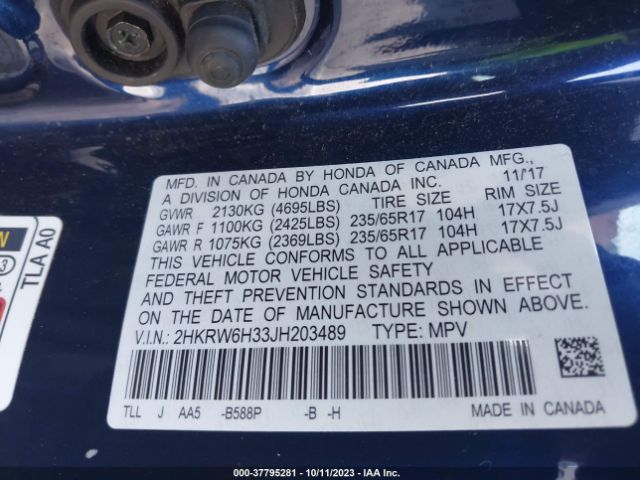 MFD. IN CANADA BY HONDA OF CANADA MFG.,
A DIVISION OF HONDA CANADA INC. 11/17
GVWR 2130KG (4695LBS) TIRE SIZE RIM SIZE
GAWR F 1100KG (2425LBS) 235/65R17 104H 17X7.5J
GAWR R 1075KG (2369LBS) 235/65R17 104H 17X7.5J
THIS VEHICLE CONFORMS TO ALL APPLICABLE
FEDERAL MOTOR VEHICLE SAFETY
AND THEFT PREVENTION STANDARDS IN EFFECT
ON THE DATE OF MANUFACTURE SHOWN ABOVE.
V.I.N.: 2HKRW6H33JH203489 TYPE: MPV
TLL J AA5 -B588P -B -H MADE IN CANADA
TLA A0
3
000-37795281 - 10/11/2023 - IAA Inc.